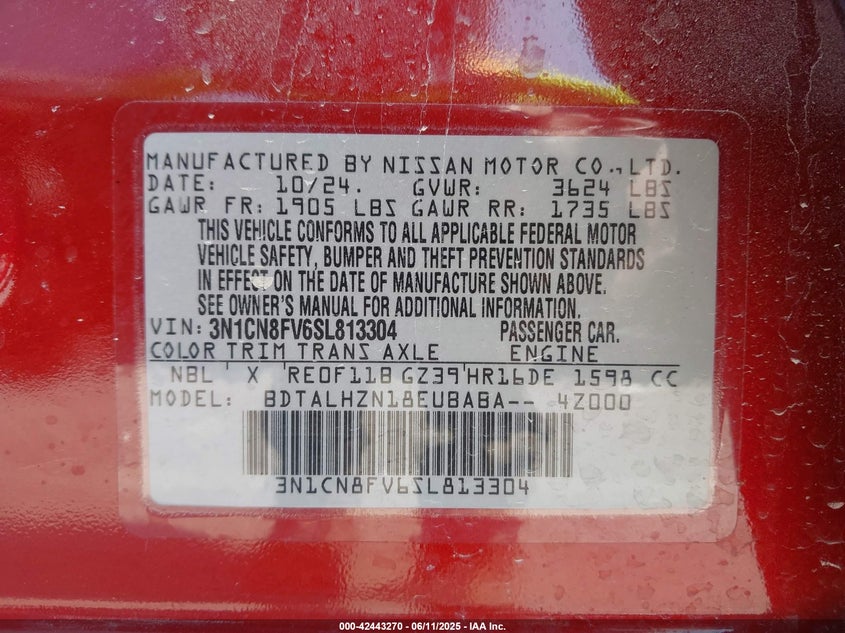 MANUFACTURED BY NISSAN MOTOR CO., LTD.
DATE: 10/24. GVWR: 3624 LBS
GAWR FR: 1905 LBS GAWR RR: 1735 LBS
THIS VEHICLE CONFORMS TO ALL APPLICABLE FEDERAL MOTOR
VEHICLE SAFETY, BUMPER AND THEFT PREVENTION STANDARDS
IN EFFECT ON THE DATE OF MANUFACTURE SHOWN ABOVE.
SEE OWNER'S MANUAL FOR ADDITIONAL INFORMATION.
VIN: 3N1CN8FV6SL813304 PASSENGER CAR.
COLOR TRIM TRANS AXLE ENGINE
NBL X RE0F11B GZ39 HR16DE 1598 CC
MODEL: BDTALHZN18EUBABA-- 4Z000
3N1CN8FV6SL813304
000-42443270 - 06/11/2025 - IAA Inc.